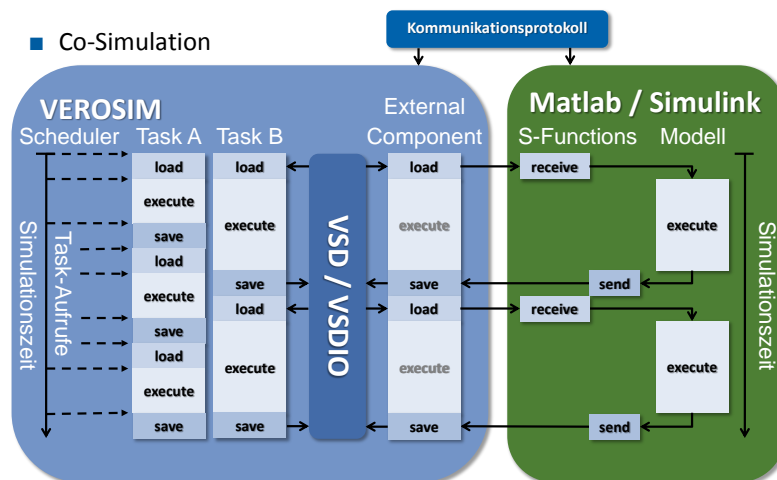 Kommunikationsprotokoll
■ Co-Simulation
VEROSIM
Matlab / Simulink
Scheduler
Task A
Task B
External
Component
S-Functions
Modell
Simulationszeit
Task-Aufrufe
load
execute
save
load
execute
save
load
execute
save
load
execute
save
load
execute
save
VSD / VSDIO
load
execute
save
load
execute
save
receive
send
receive
send
execute
execute
Simulationszeit